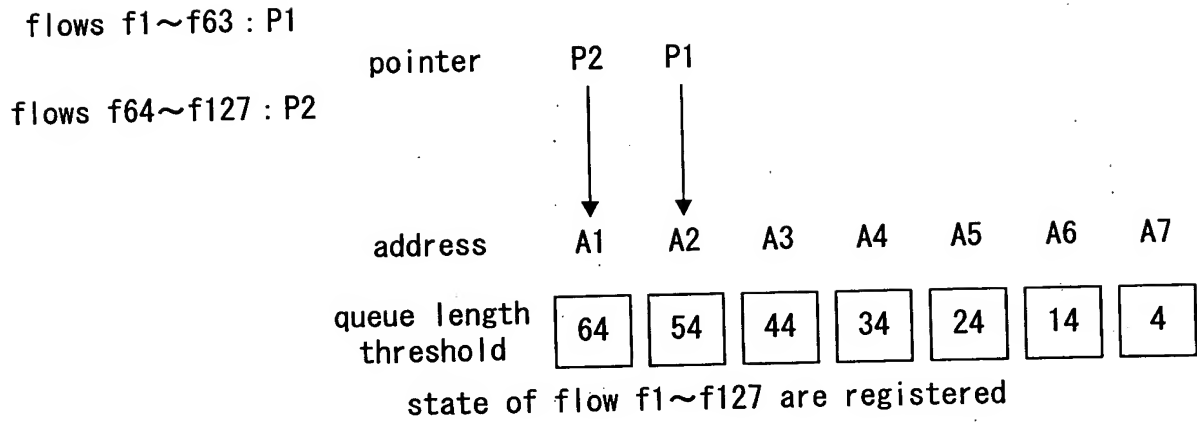 flows f1～f63 : P1
pointer P2 P1
flows f64～f127 : P2
address A1 A2 A3 A4 A5 A6 A7
queue length
threshold
64 54 44 34 24 14 4
state of flow f1～f127 are registered